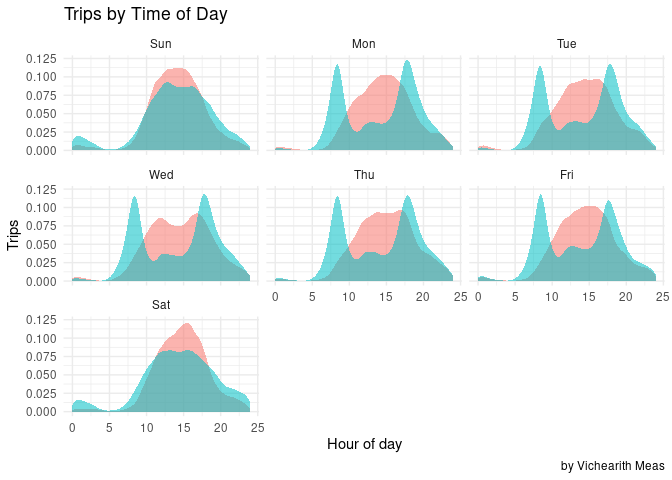 Trips by Time of Day
Sun Mon Tue
0.125
0.100
0.075
0.050
0.025
0.000
Wed Thu Fri
0.125
0.100
0.075
0.050
0.025
0.000
0 5 10 15 20 25 0 5 10 15 20 25
Sat
0.125
0.100
0.075
0.050
0.025
0.000
0 5 10 15 20 25
Trips
Hour of day
by Vichearith Meas